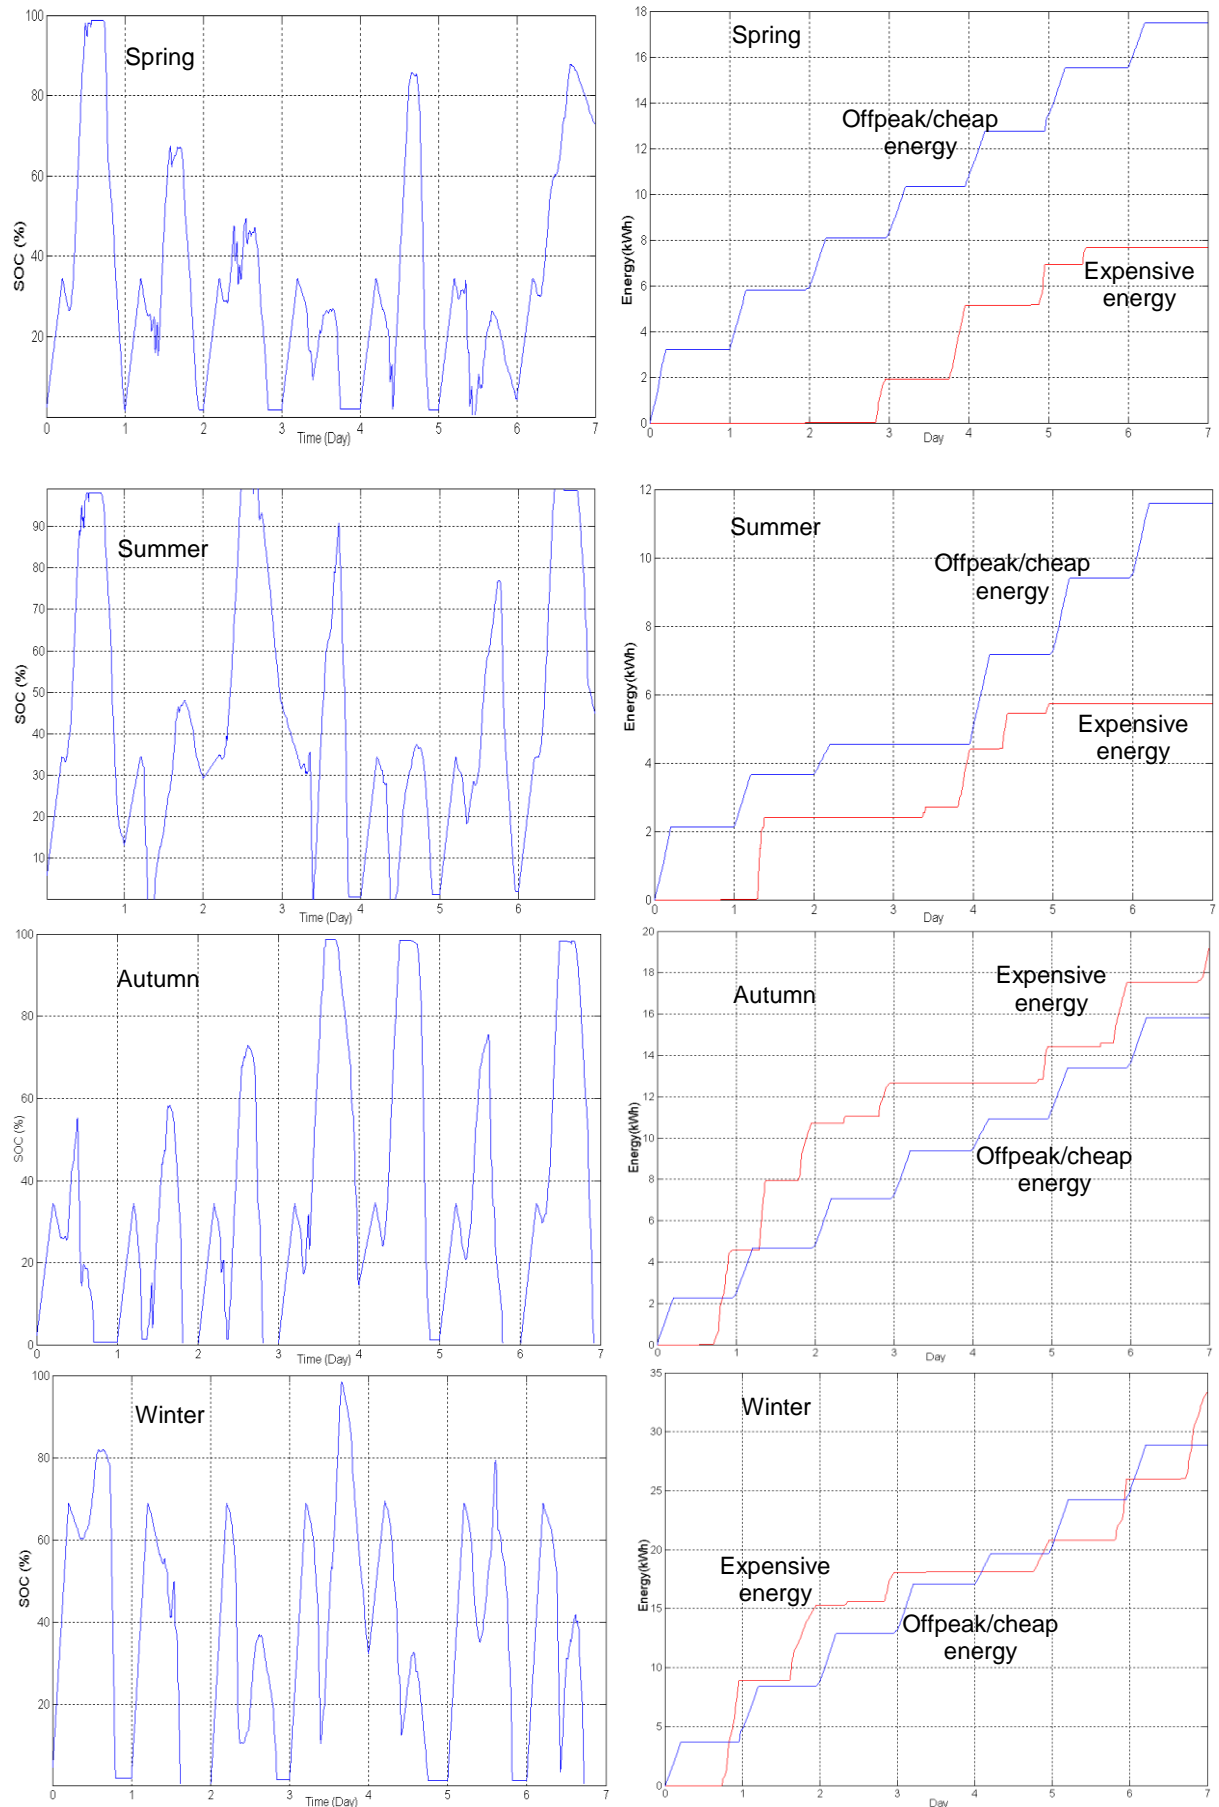 100
80
60
40
20
SOC (%)
Spring
0 1 2 3 4 5 6 7
Time (Day)
18
16
14
12
10
8
6
4
2
0
Energy(kWh)
Spring
Offpeak/cheap
energy
Expensive
energy
0 1 2 3 4 5 6 7
Day
90
80
70
60
50
40
30
20
10
SOC (%)
Summer
1 2 3 4 5 6
Time (Day)
12
10
8
6
4
2
0
Energy(kWh)
Summer
Offpeak/cheap
energy
Expensive
energy
0 1 2 3 4 5 6 7
Day
100
80
60
40
20
0
SOC (%)
Autumn
0 1 2 3 4 5 6 7
Time (Day)
20
18
16
14
12
10
8
6
4
2
0
Energy(kWh)
Autumn
Expensive
energy
Offpeak/cheap
energy
0 1 2 3 4 5 6 7
Day
100
80
60
40
20
SOC (%)
Winter
0 1 2 3 4 5 6 7
Time (Day)
35
30
25
20
15
10
5
0
Energy(kWh)
Winter
Expensive
energy
Offpeak/cheap
energy
0 1 2 3 4 5 6 7
Day